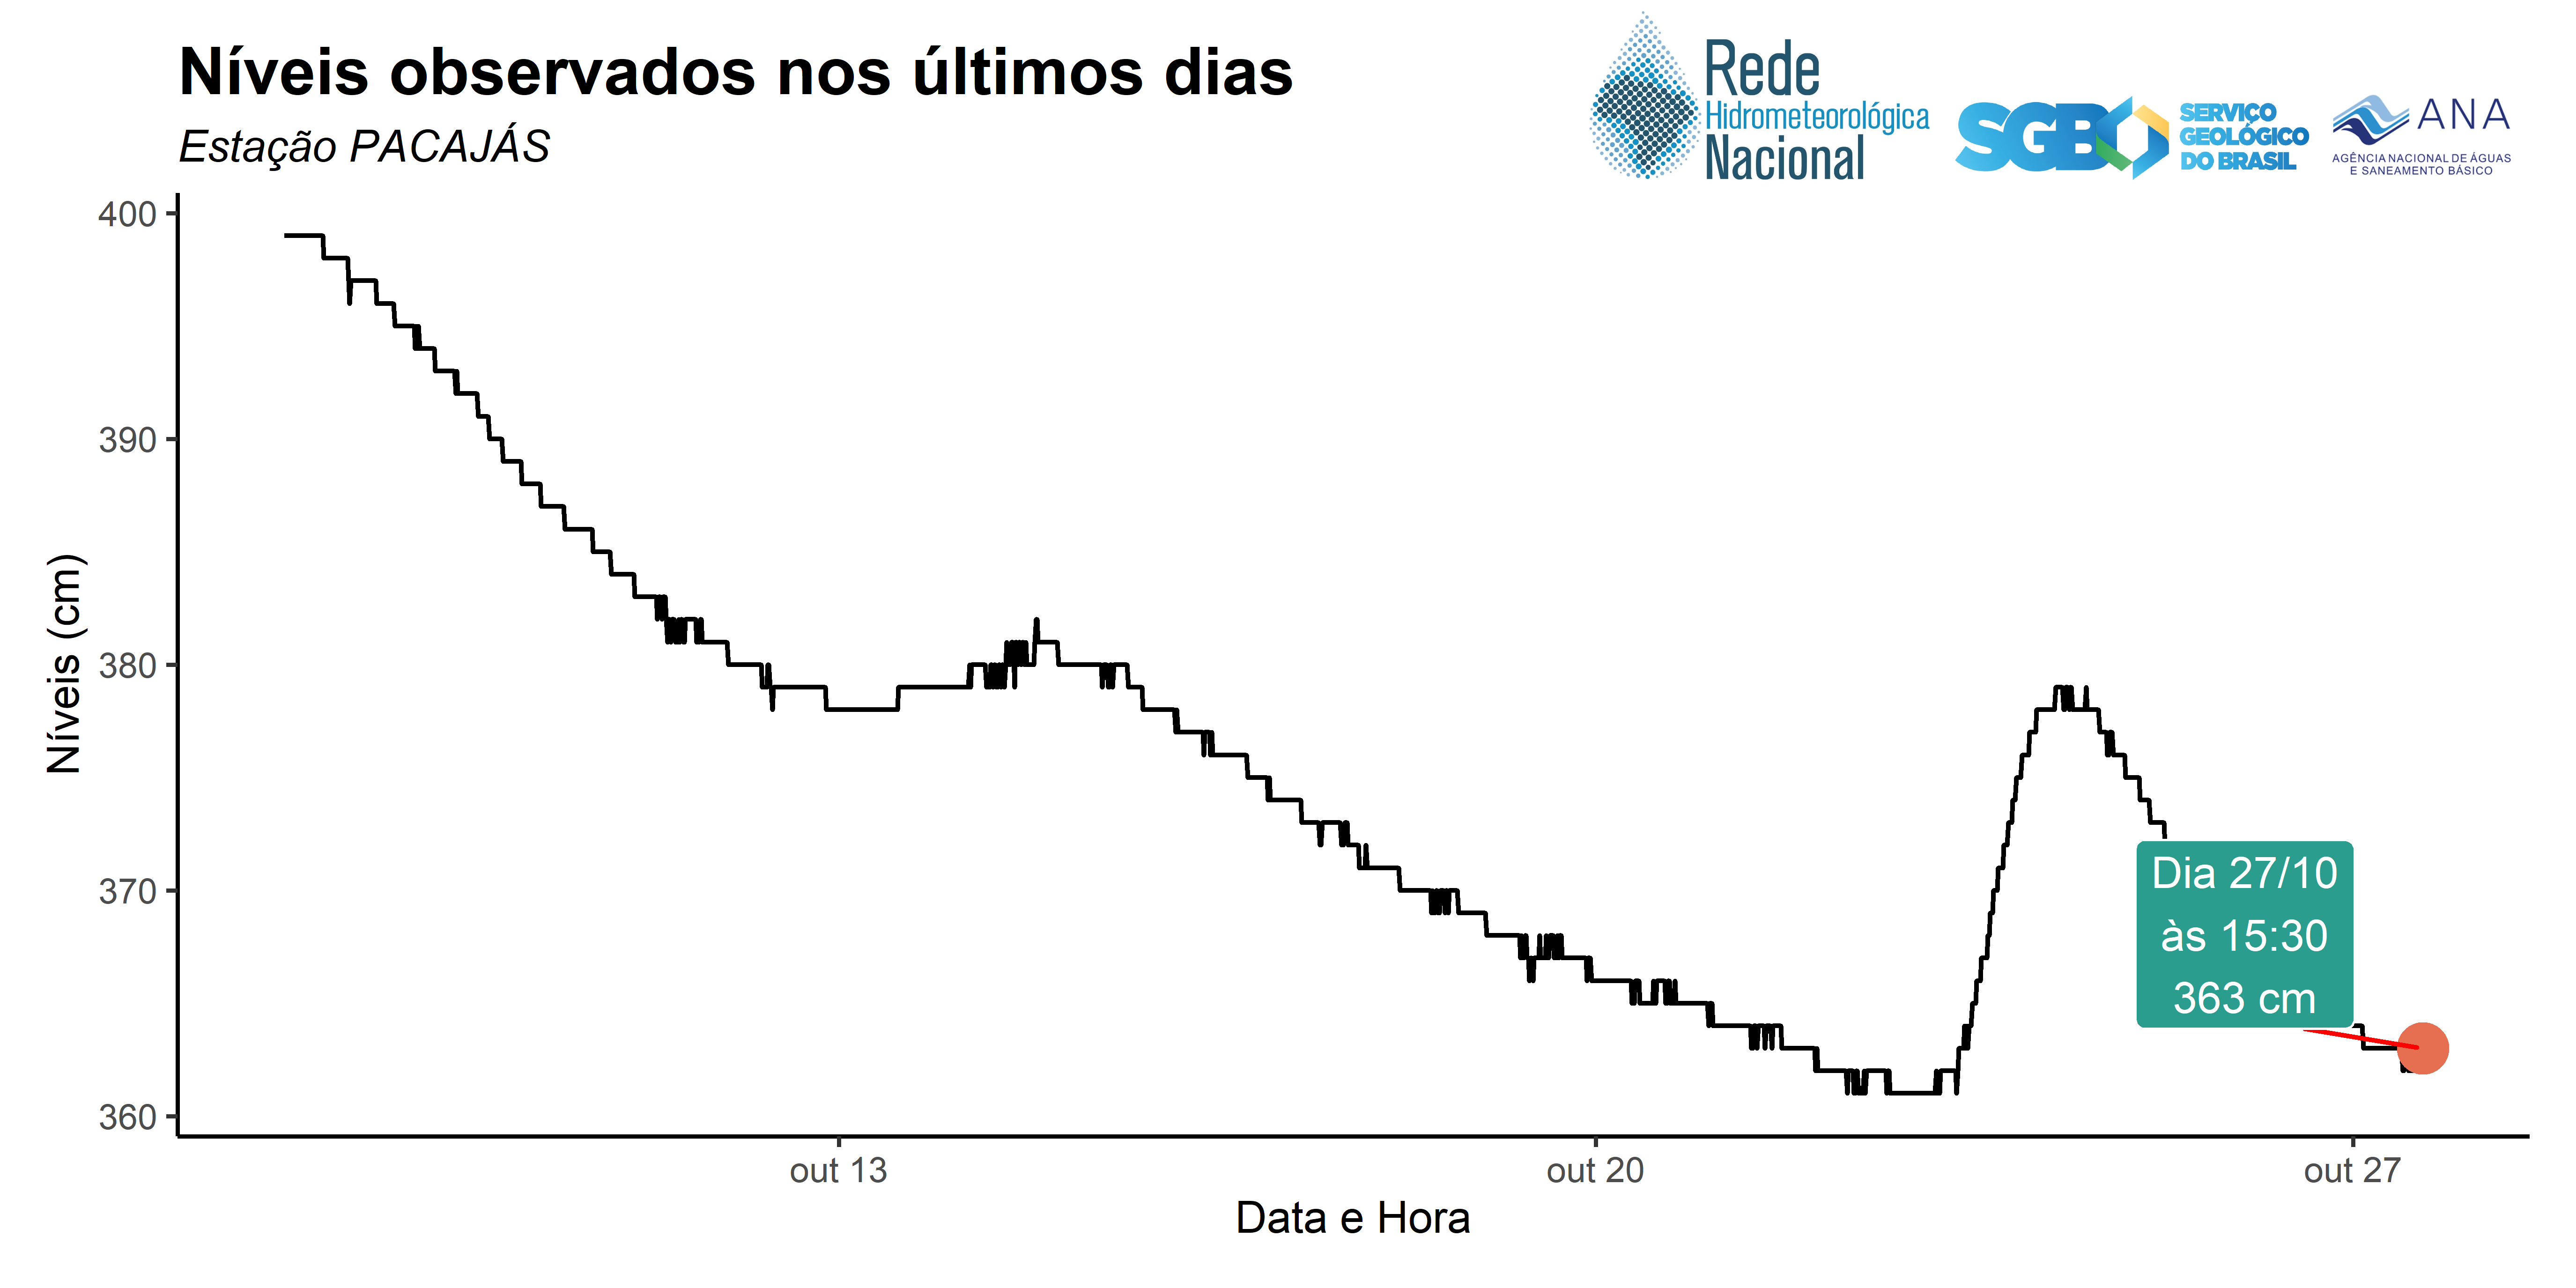 Níveis observados nos últimos dias
Estação PACAJÁS
Rede
Hidrometeorológica
Nacional
SGB
SERVIÇO
GEOLÓGICO
DO BRASIL
ANA
AGÊNCIA NACIONAL DE ÁGUAS
E SANEAMENTO BÁSICO
400
390
380
370
360
Níveis (cm)
Dia 27/10
às 15:30
363 cm
out 13
out 20
out 27
Data e Hora